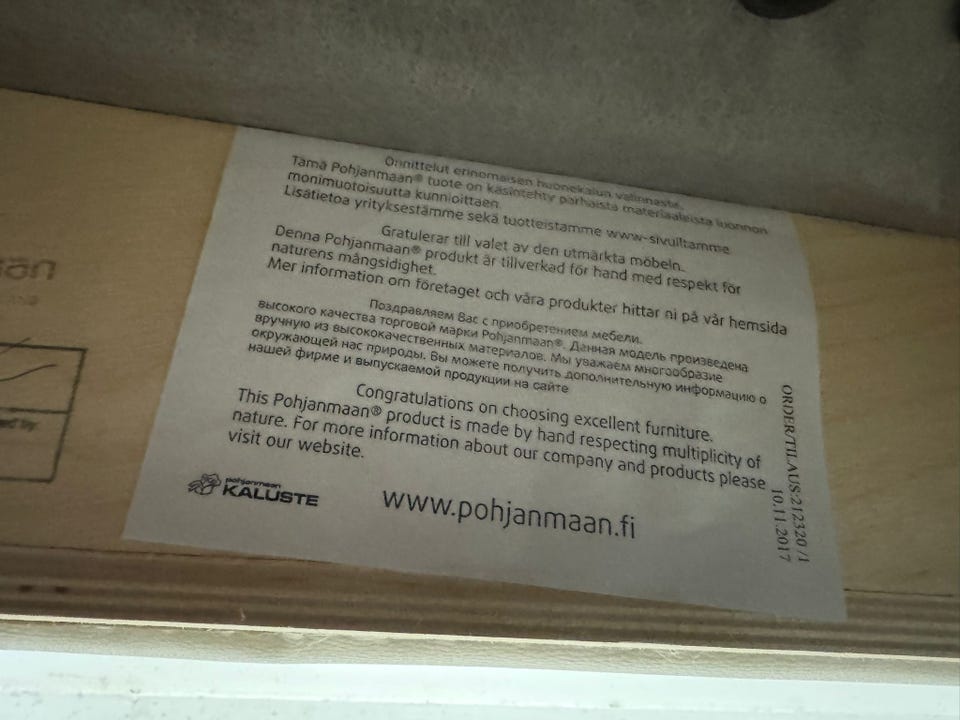 Onnittelut erinomaisen huonekalun valinnasta.
Tämä Pohjanmaan® tuote on käsintehty parhaista materiaaleista luonnon
monimuotoisuutta kunnioittaen.
Lisätietoa yrityksestämme sekä tuotteistamme www-sivuiltamme
Gratulerar till valet av den utmärkta möbeln.
Denna Pohjanmaan® produkt är tillverkad för hand med respekt för
naturens mångsidighet.
Mer information om företaget och våra produkter hittar ni på vår hemsida
Поздравляем Вас с приобретением мебели.
высокого качества торговой марки Pohjanmaan®. Данная модель произведена
вручную из высококачественных материалов. Мы уважаем многообразие
окружающей нас природы. Вы можете получить дополнительную информацию о
нашей фирме и выпускаемой продукции на сайте
Congratulations on choosing excellent furniture.
This Pohjanmaan® product is made by hand respecting multiplicity of
nature. For more information about our company and products please
visit our website.
pohjanmaan
KALUSTE
www.pohjanmaan.fi
ORDER/TILAUS:212320 /1
10.11.2017
by: